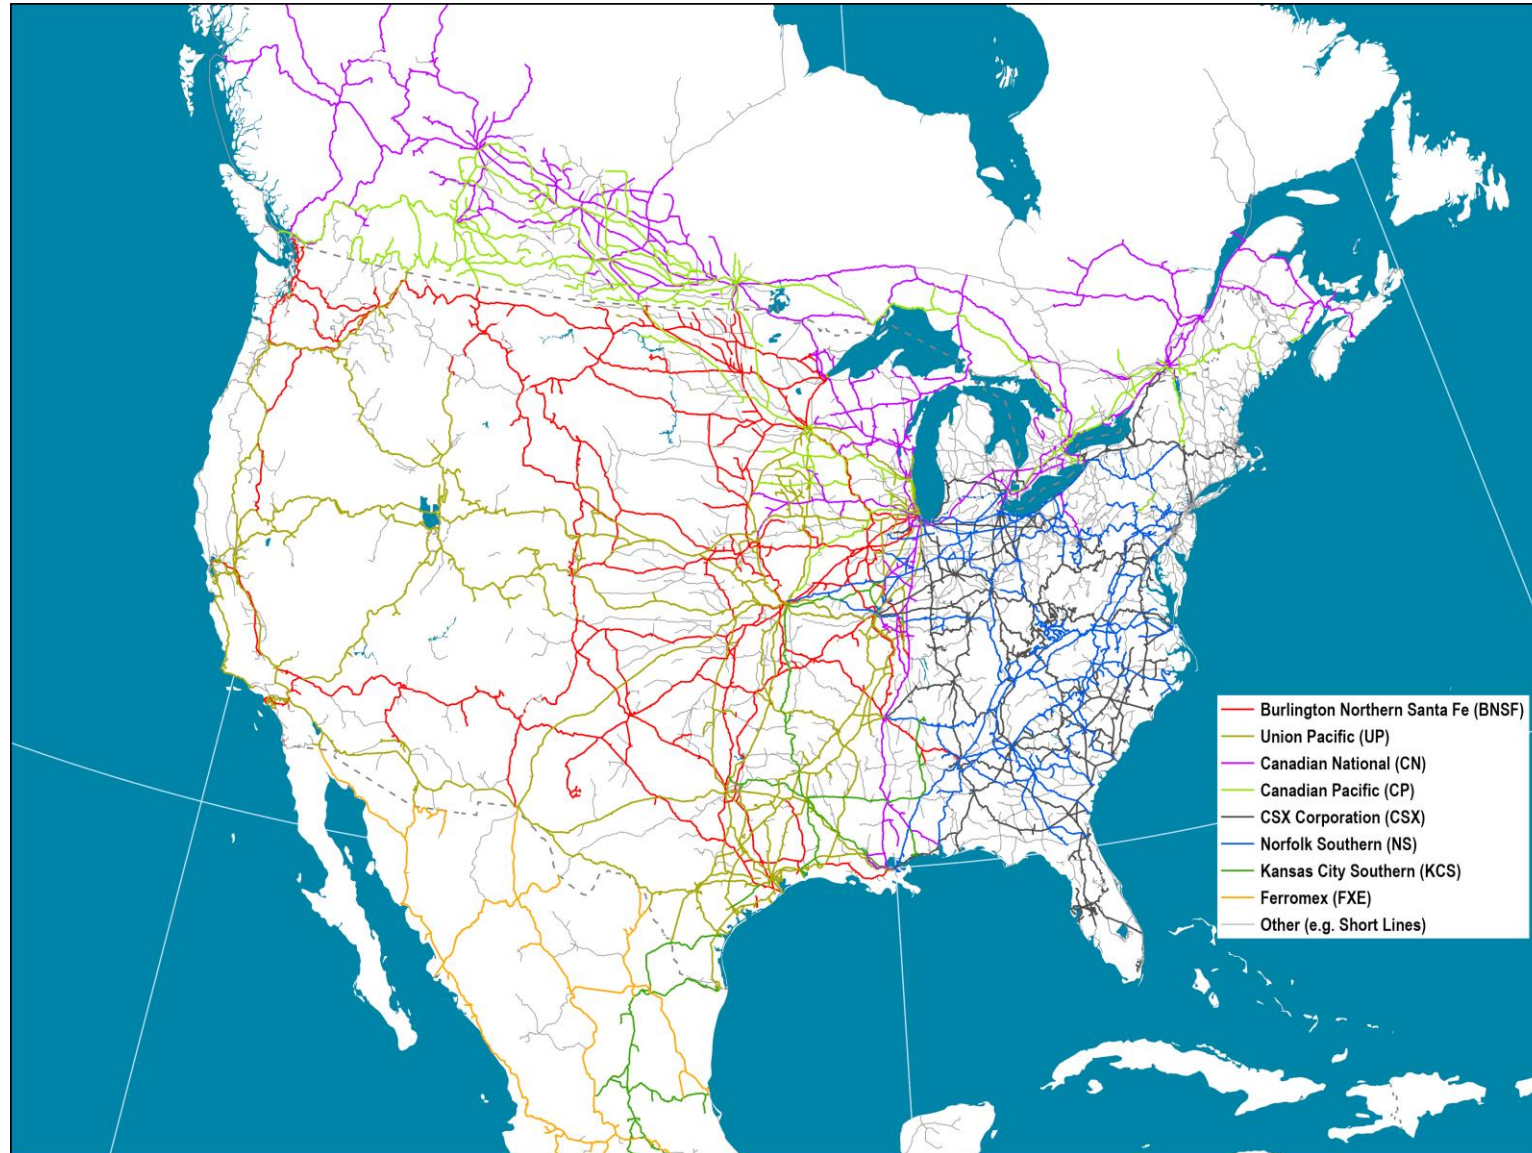 Burlington Northern Santa Fe (BNSF)
Union Pacific (UP)
Canadian National (CN)
Canadian Pacific (CP)
CSX Corporation (CSX)
Norfolk Southern (NS)
Kansas City Southern (KCS)
Ferromex (FXE)
Other (e.g. Short Lines)